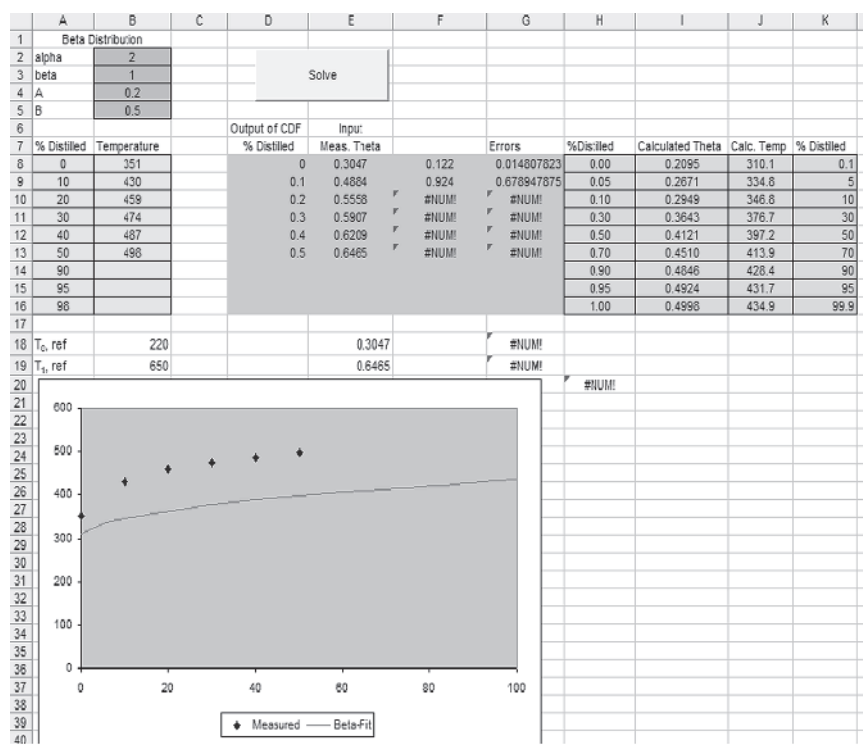 A B C D E F G H I J K
1 Beta Distribution
2 alpha 2
3 beta 1 Solve
4 A 0.2
5 B 0.5
6 Output of CDF Input:
7 % Distilled Temperature % Distilled Meas. Theta Errors %Distilled Calculated Theta Calc. Temp % Distilled
8 0 351 0 0.3047 0.122 0.014807823 0.00 0.2095 310.1 0.1
9 10 430 0.1 0.4884 0.924 0.678947875 0.05 0.2671 334.8 5
10 20 459 0.2 0.5558 #NUM! #NUM! 0.10 0.2949 346.8 10
11 30 474 0.3 0.5907 #NUM! #NUM! 0.30 0.3643 376.7 30
12 40 487 0.4 0.6209 #NUM! #NUM! 0.50 0.4121 397.2 50
13 50 498 0.5 0.6465 #NUM! #NUM! 0.70 0.4510 413.9 70
14 90 0.90 0.4846 428.4 90
15 95 0.95 0.4924 431.7 95
16 98 1.00 0.4998 434.9 99.9
17
18 T₀, ref 220 0.3047 #NUM!
19 T₁, ref 650 0.6465 #NUM!
20 #NUM!
21
22
23
24
25
26
27
28
29
30
31
32
33
34
35
36
37
38
39
40
600
500
400
300
200
100
0
0 20 40 60 80 100
Measured Beta-Fit